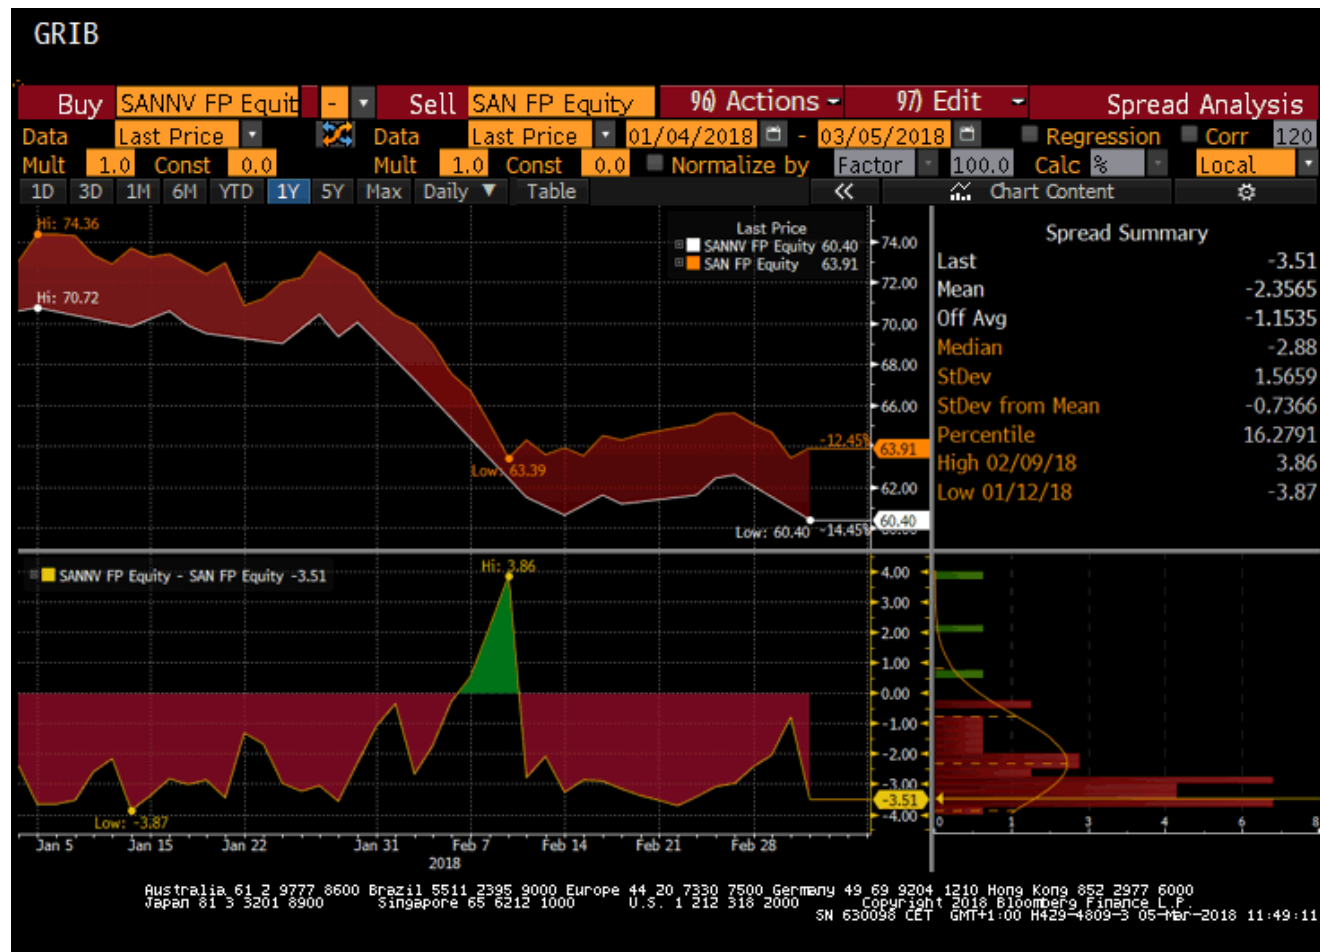 GRIB
Buy SANNV FP Equit - Sell SAN FP Equity 96) Actions 97) Edit Spread Analysis
Data Last Price Data Last Price 01/04/2018 - 03/05/2018 Regression Corr 120
Mult 1.0 Const 0.0 Mult 1.0 Const 0.0 Normalize by Factor 100.0 Calc % Local
1D 3D 1M 6M YTD 1Y 5Y Max Daily ▼ Table « Chart Content
Hi: 74.36
Hi: 70.72
Low: 63.39
Low: 60.40
-12.45%
-14.45%
Last Price
SANNV FP Equity 60.40
SAN FP Equity 63.91
74.00
72.00
70.00
68.00
66.00
63.91
62.00
60.40
Spread Summary
Last -3.51
Mean -2.3565
Off Avg -1.1535
Median -2.88
StDev 1.5659
StDev from Mean -0.7366
Percentile 16.2791
High 02/09/18 3.86
Low 01/12/18 -3.87
SANNV FP Equity - SAN FP Equity -3.51
Hi: 3.86
Low: -3.87
4.00
3.00
2.00
1.00
0.00
-1.00
-2.00
-3.00
-3.51
-4.00
0 1 3 4 6 8
Jan 5 Jan 15 Jan 22 Jan 31 Feb 7 Feb 14 Feb 21 Feb 28
2018
Australia 61 2 9777 8600 Brazil 5511 2395 9000 Europe 44 20 7330 7500 Germany 49 69 9204 1210 Hong Kong 852 2977 6000
Japan 81 3 3201 8900 Singapore 65 6212 1000 U.S. 1 212 318 2000 Copyright 2018 Bloomberg Finance L.P.
SN 630098 CET GMT+1:00 H429-4809-3 05-Mar-2018 11:49:11